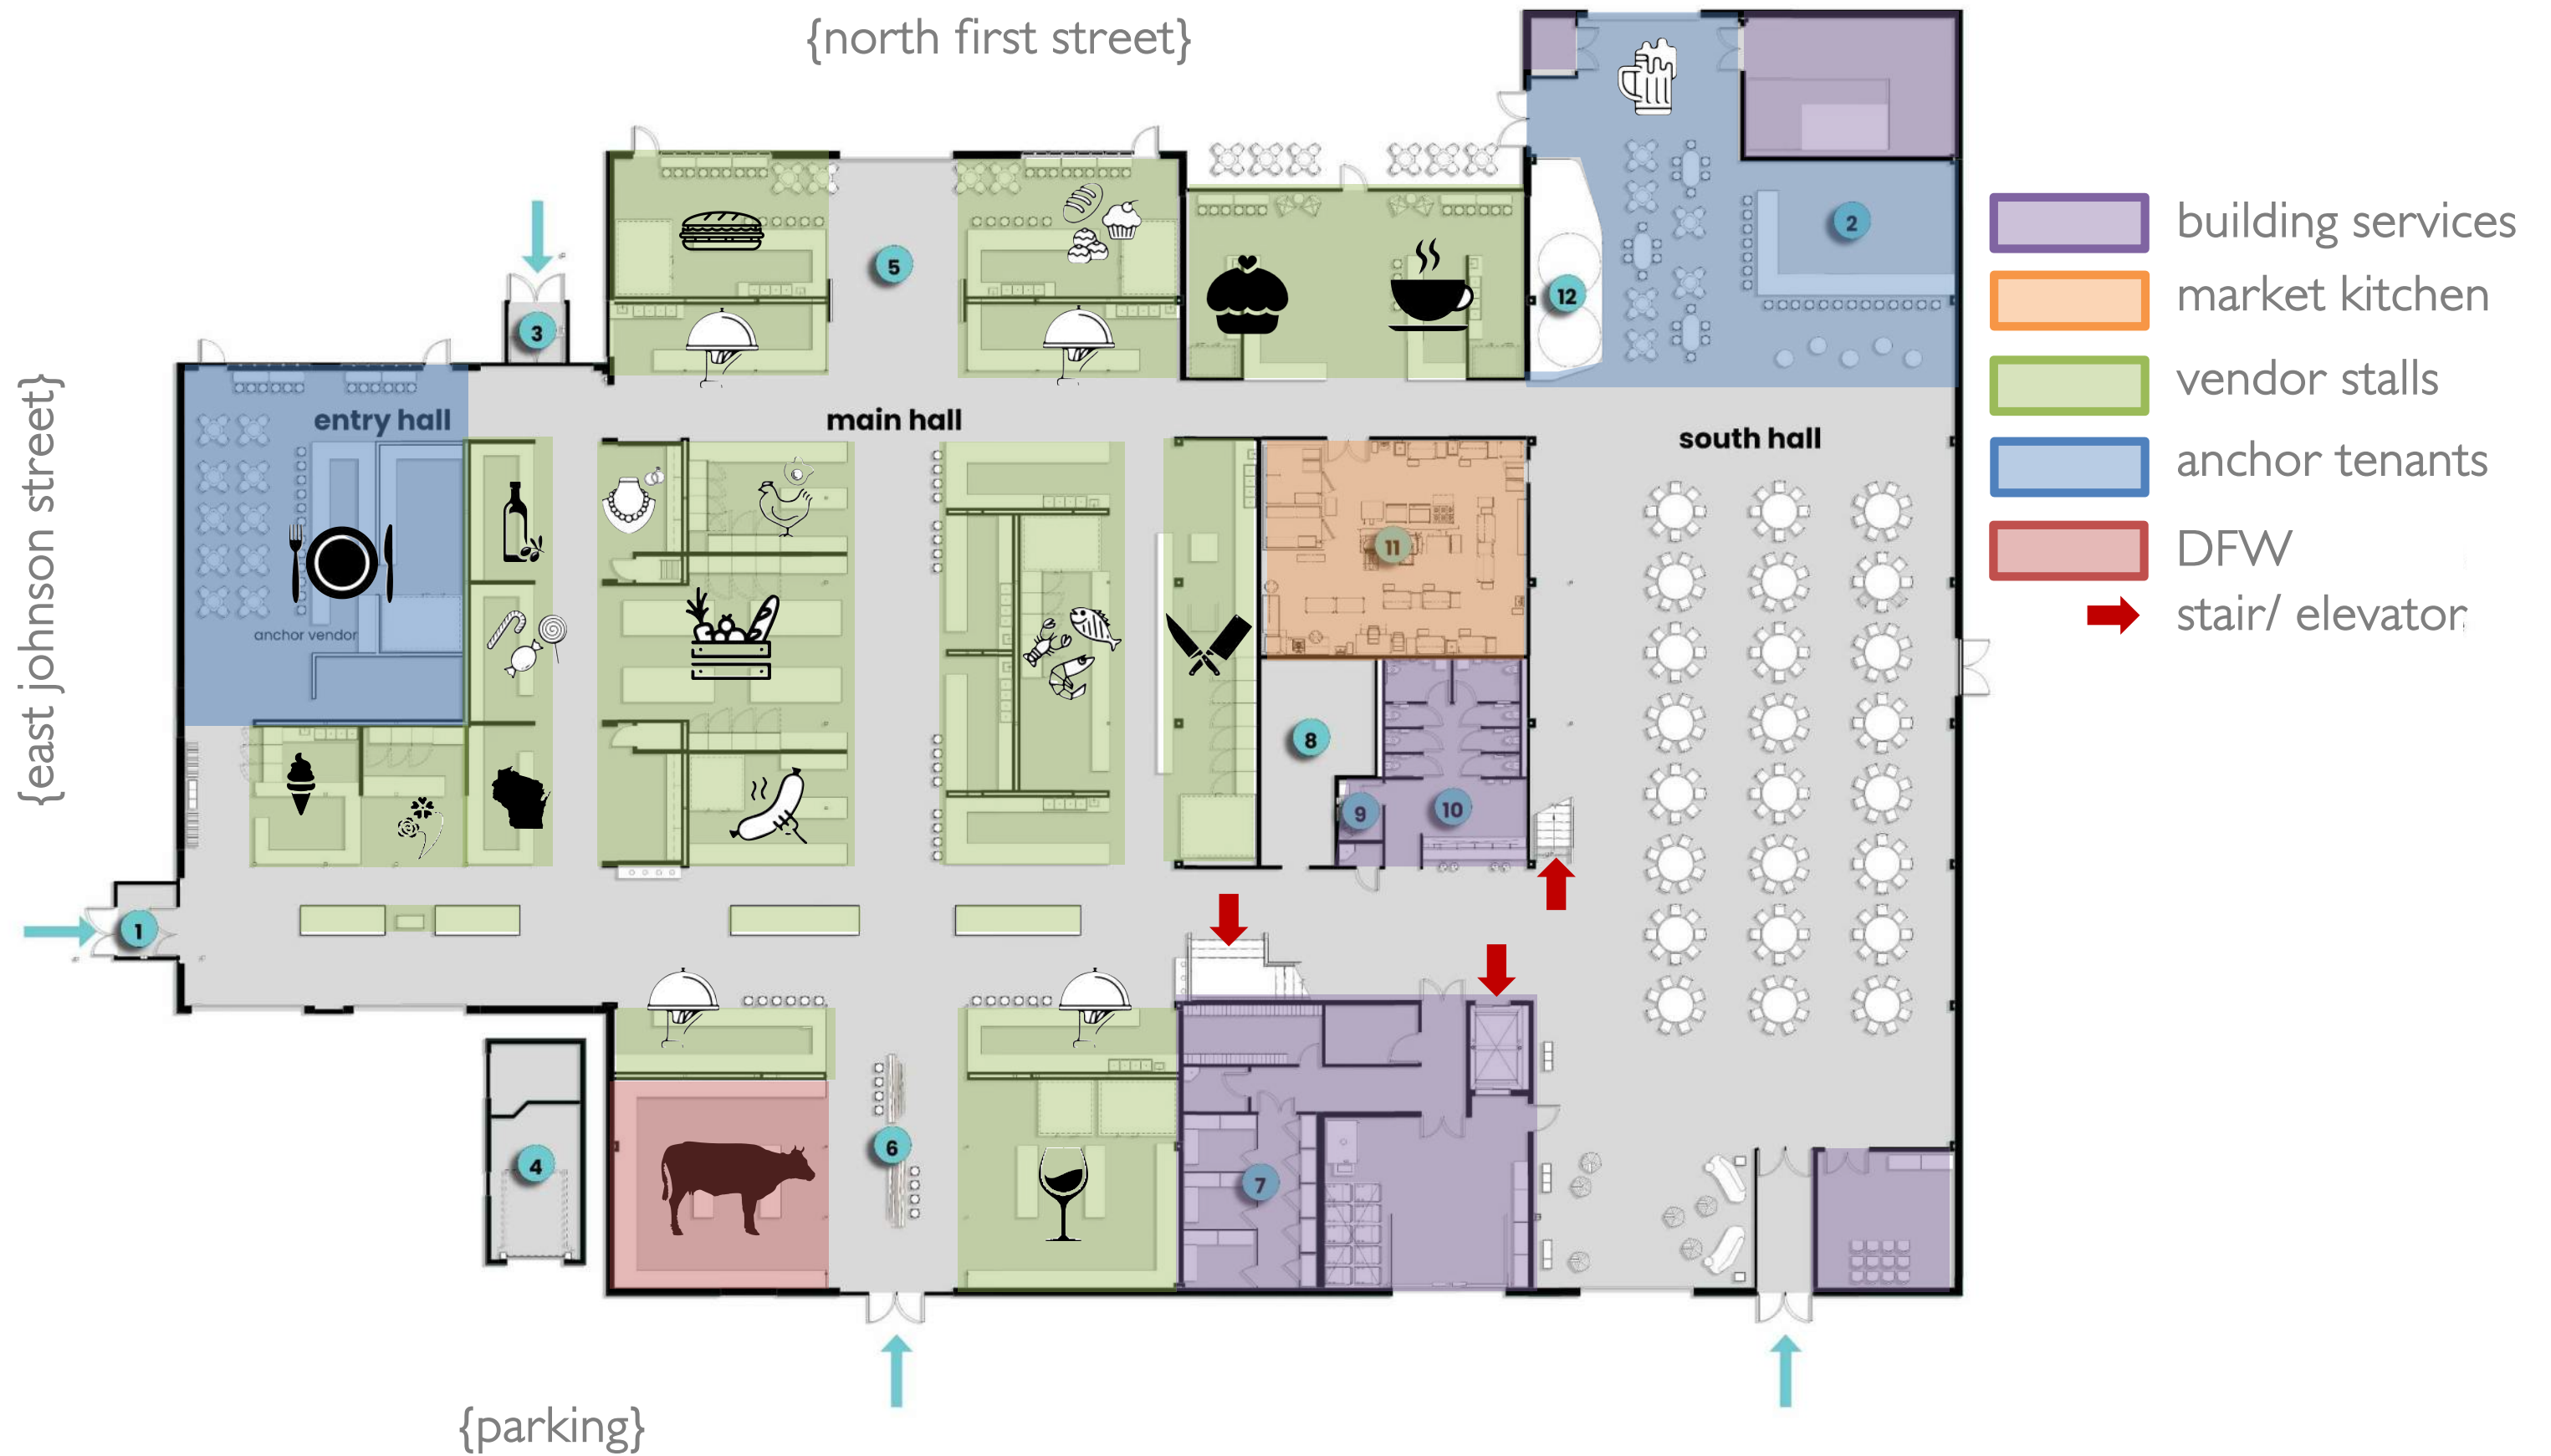 {north first street}
{east johnson street}
entry hall
main hall
south hall
anchor vendor
1
2
3
4
5
6
7
8
9
10
11
12
building services
market kitchen
vendor stalls
anchor tenants
DFW
stair/ elevator
{parking}